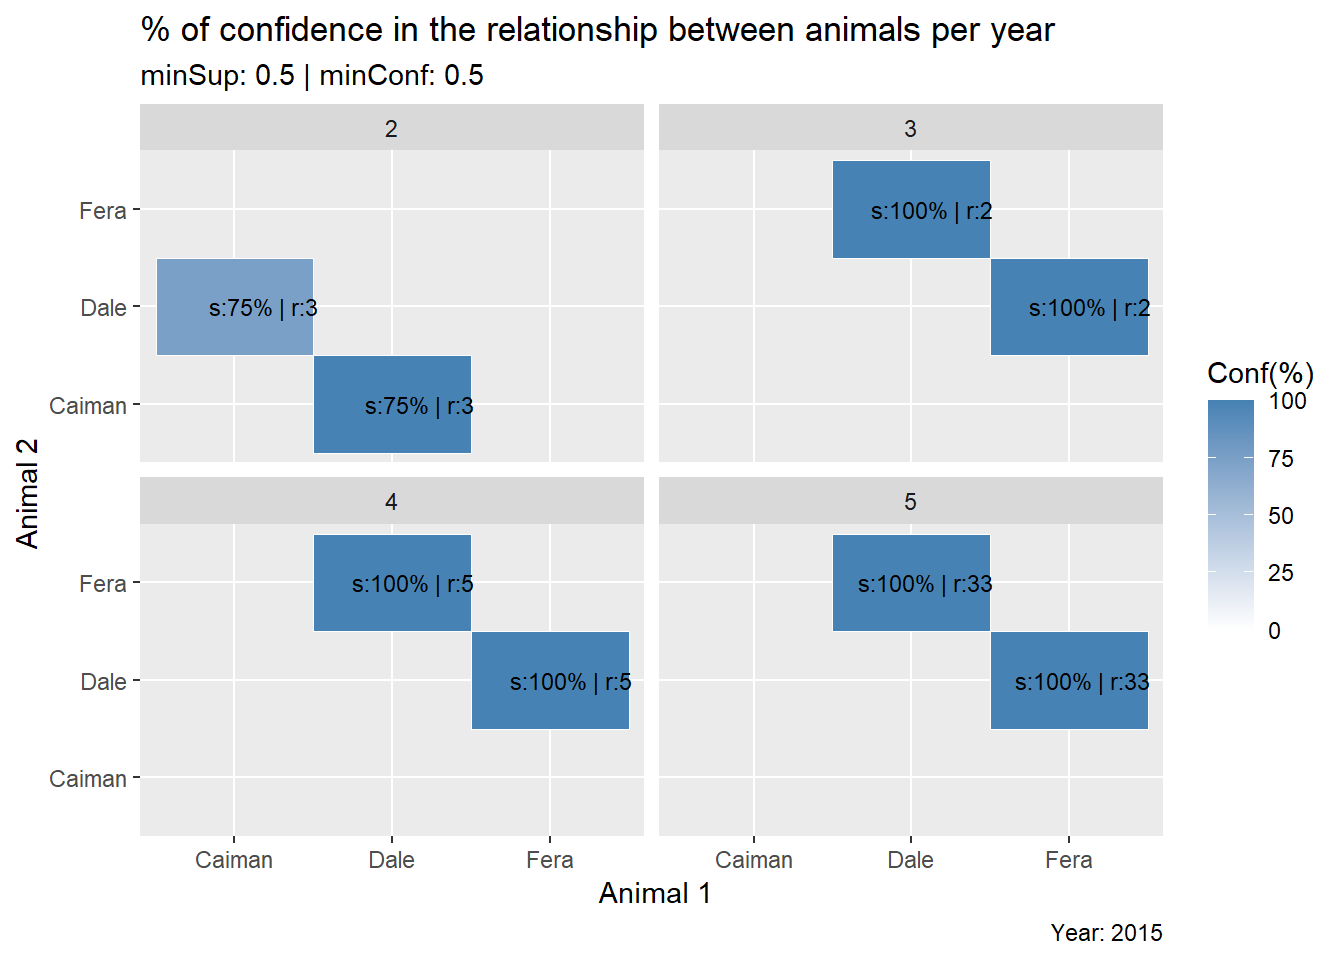 % of confidence in the relationship between animals per year
minSup: 0.5 | minConf: 0.5
2
3
Fera
Dale
Caiman
s:75% | r:3
s:75% | r:3
s:100% | r:2
s:100% | r:2
4
5
Fera
Dale
Caiman
s:100% | r:5
s:100% | r:5
s:100% | r:33
s:100% | r:33
Caiman
Dale
Fera
Caiman
Dale
Fera
Animal 1
Animal 2
Conf(%)
100
75
50
25
0
Year: 2015